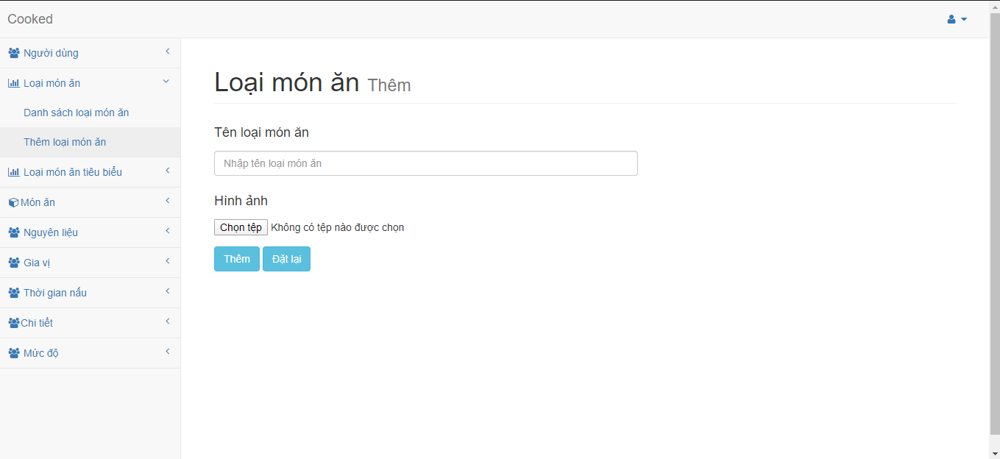 Cooked
Người dùng
Loại món ăn
Danh sách loại món ăn
Thêm loại món ăn
Loại món ăn tiêu biểu
Món ăn
Nguyên liệu
Gia vị
Thời gian nấu
Chi tiết
Mức độ
Loại món ăn Thêm
Tên loại món ăn
Nhập tên loại món ăn
Hình ảnh
Chọn tệp Không có tệp nào được chọn
Thêm Đặt lại